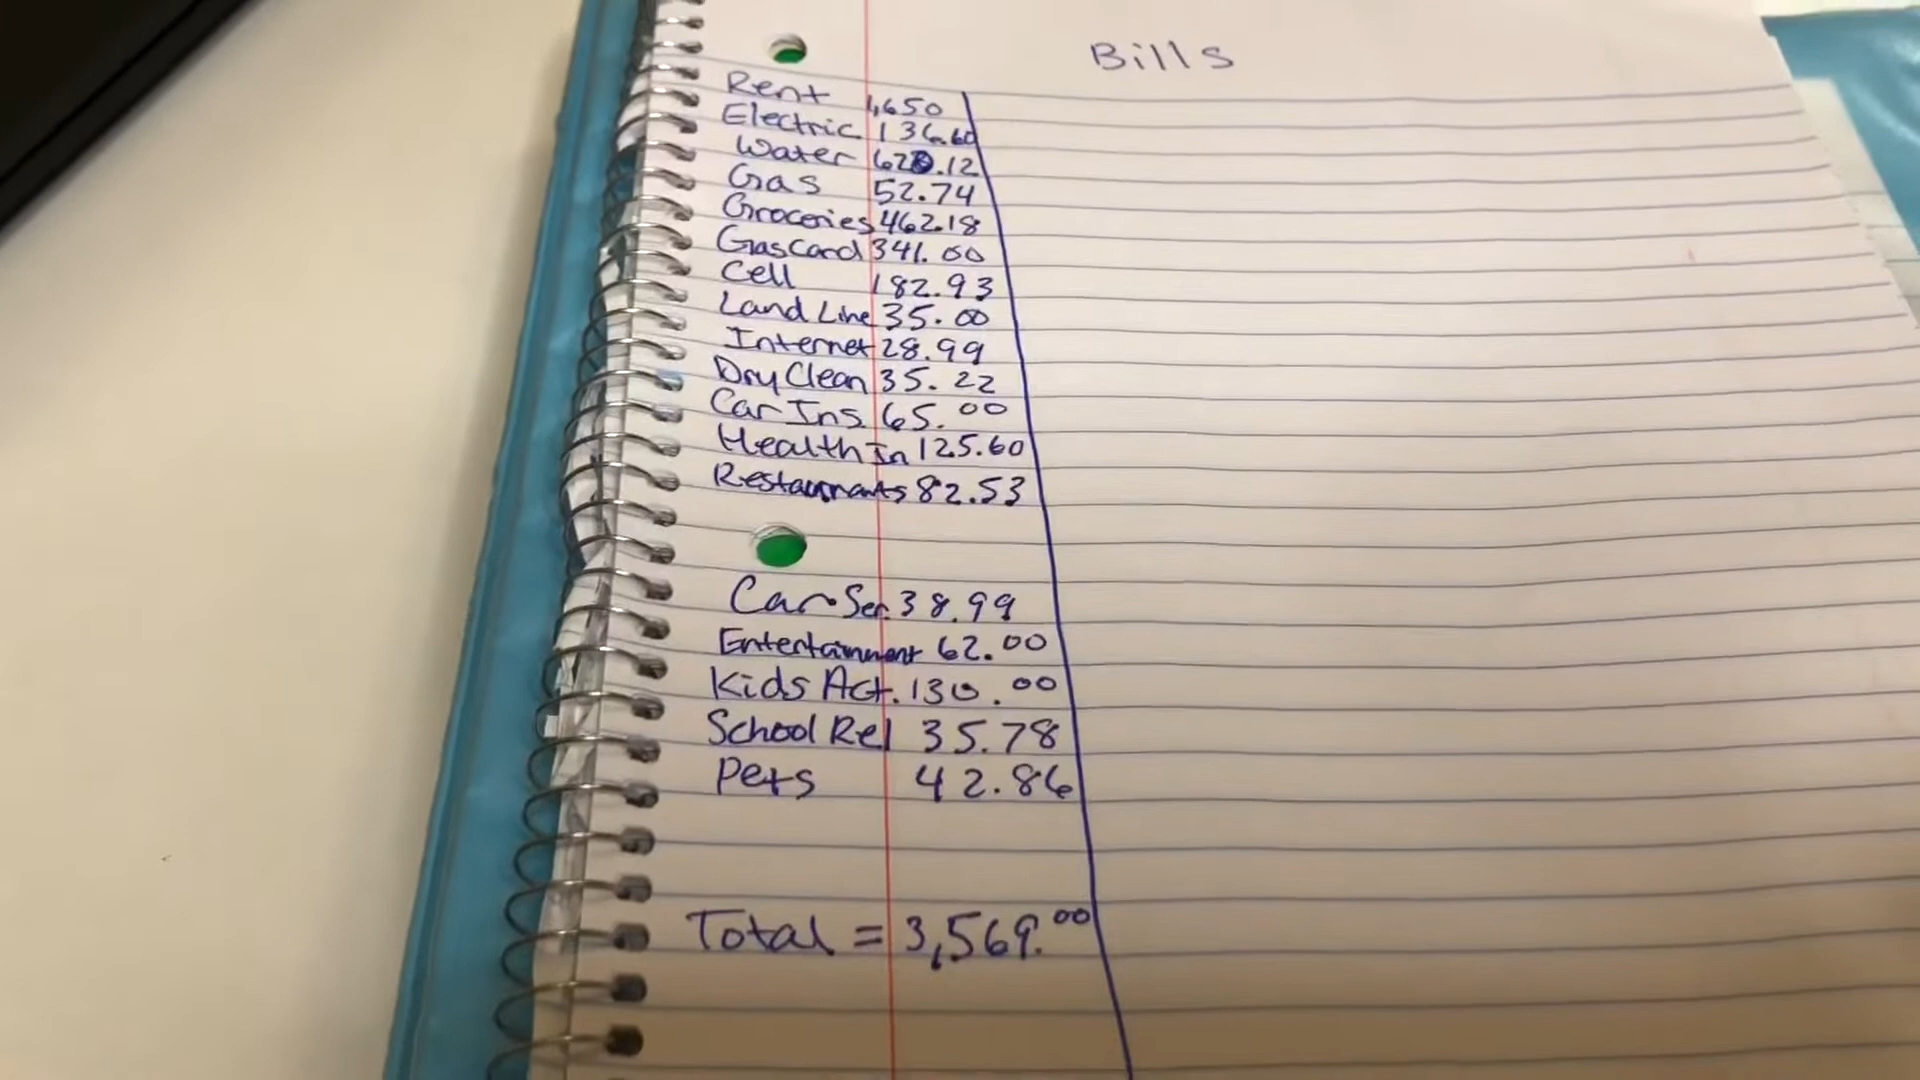 Bills
Rent 1,650
Electric 136.60
Water 62.12
Gas 52.74
Groceries 462.18
Gas Card 341.00
Cell 182.93
Land Line 35.00
Internet 28.99
Dry Clean 35.22
Car Ins. 65.00
Health In 125.60
Restaurants 82.53
Car Ser. 38.99
Entertainment 62.00
Kids Act. 130.00
School Rel 35.78
Pets 42.86
Total = 3,569.00